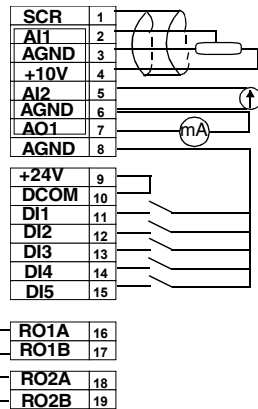 SCR 1
AI1 2
AGND 3
+10V 4
AI2 5
AGND 6
AO1 7
mA
AGND 8
+24V 9
DCOM 10
DI1 11
DI2 12
DI3 13
DI4 14
DI5 15
RO1A 16
RO1B 17
RO2A 18
RO2B 19